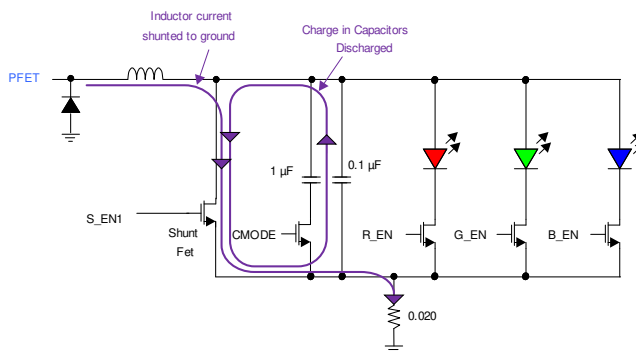 Inductor current
shunted to ground
Charge in Capacitors
Discharged
PFET
1 µF
0.1 µF
S_EN1
Shunt
Fet
CMODE
R_EN
G_EN
B_EN
0.020